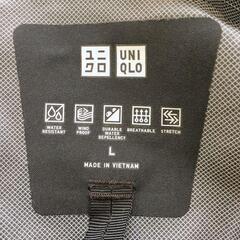 ユニ
クロ
UNI
QLO
WATER RESISTANT
WIND PROOF
DURABLE WATER REPELLENCY
BREATHABLE
STRETCH
L
MADE IN VIETNAM